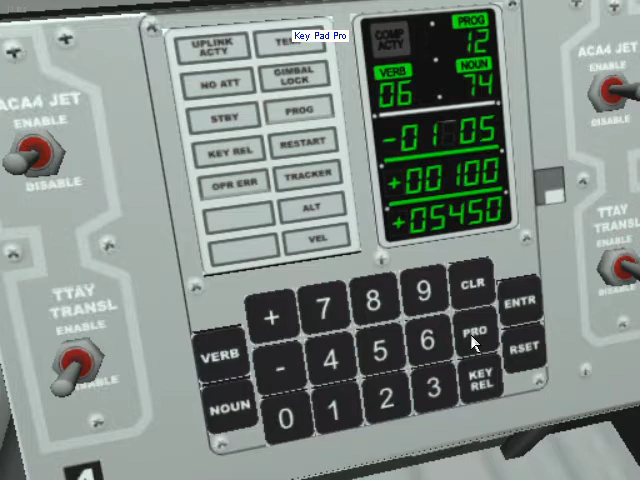 Key Pad Pro
UPLINK
ACTY
NO ATT
GIMBAL
LOCK
STBY
PROG
KEY REL
RESTART
OPR ERR
TRACKER
ALT
VEL
COMP
ACTY
PROG
12
VERB
NOUN
06
74
+00100
+05450
ACA4 JET
ENABLE
DISABLE
TTAY
TRANSL
ENABLE
ACA4 JET
ENABLE
DISABLE
TTAY
TRANSL
ENABLE
VERB
NOUN
+
7
8
9
CLR
ENTR
-
4
5
6
PRO
RSET
0
1
2
3
KEY
REL